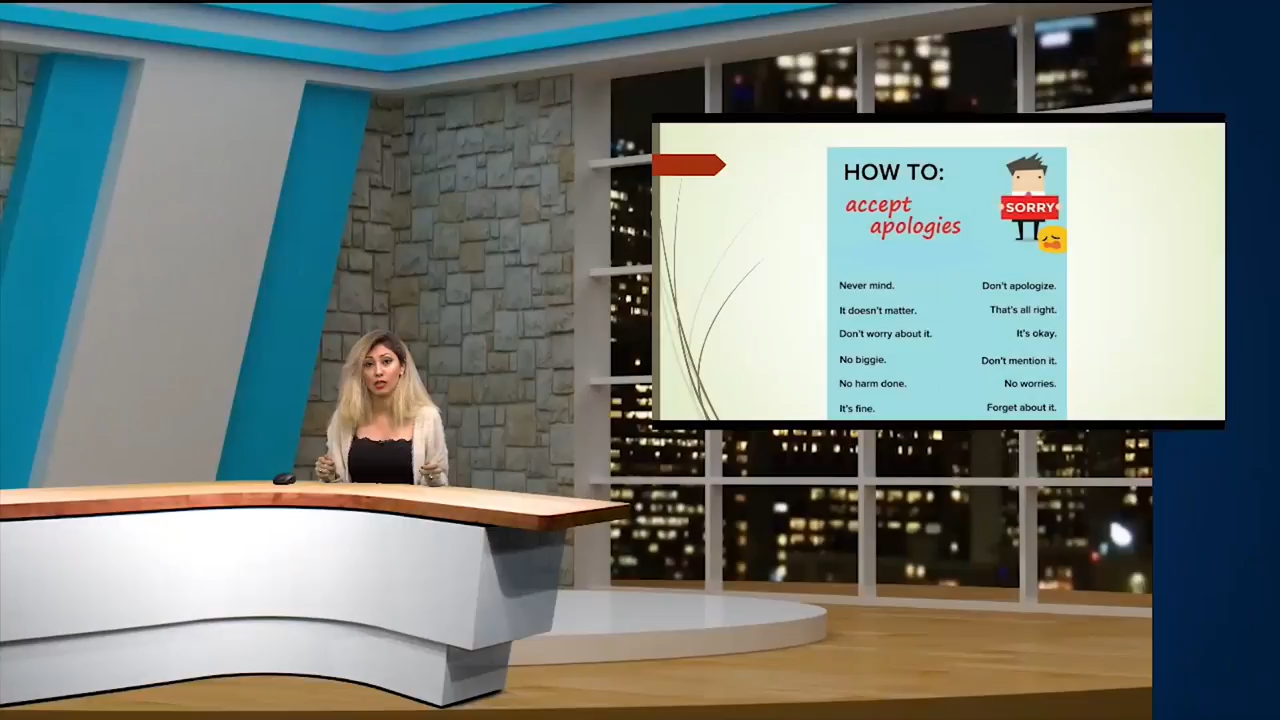 HOW TO:
accept
apologies
SORRY
Never mind.
It doesn't matter.
Don't worry about it.
No biggie.
No harm done.
It's fine.
Don't apologize.
That's all right.
It's okay.
Don't mention it.
No worries.
Forget about it.